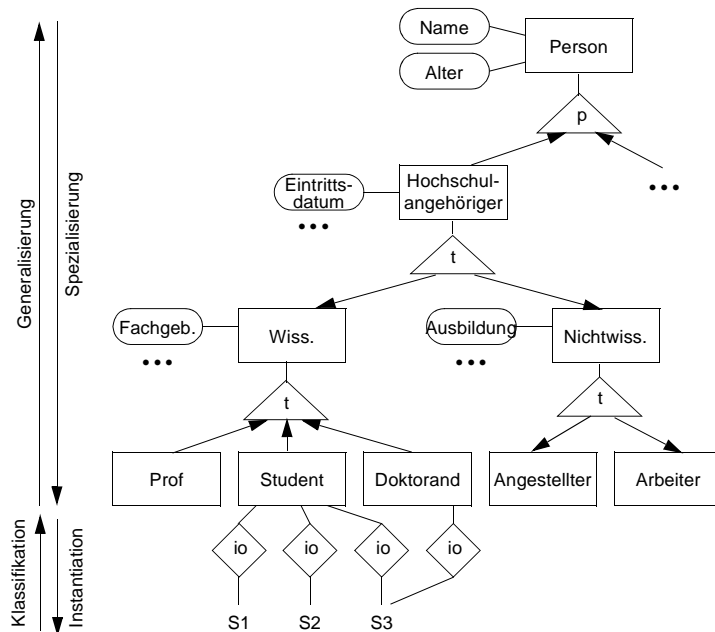 Name
Person
Alter
p
Eintritts-
datum
•••
Hochschul-
angehöriger
•••
t
Generalisierung
Spezialisierung
Fachgeb.
•••
Wiss.
Ausbildung
•••
Nichtwiss.
t
t
Prof
Student
Doktorand
Angestellter
Arbeiter
Klassifikation
Instantiation
io
io
io
io
S1
S2
S3